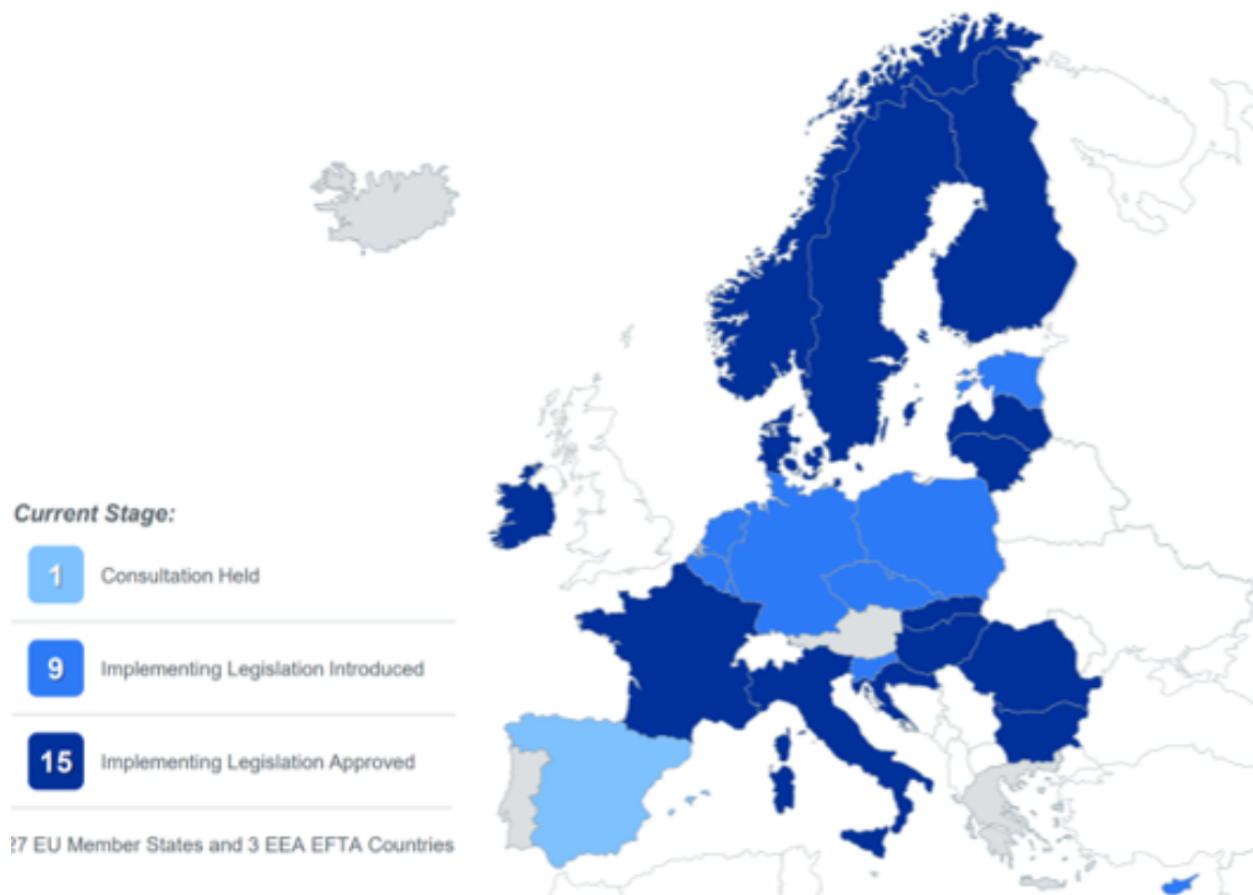 Current Stage:
1 Consultation Held
9 Implementing Legislation Introduced
15 Implementing Legislation Approved
27 EU Member States and 3 EEA EFTA Countries